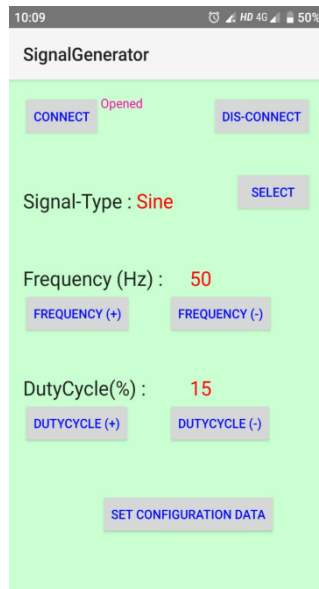 10:09 HD 4G 50%
SignalGenerator
CONNECT Opened DIS-CONNECT
Signal-Type : Sine SELECT
Frequency (Hz) : 50
FREQUENCY (+) FREQUENCY (-)
DutyCycle(%) : 15
DUTYCYCLE (+) DUTYCYCLE (-)
SET CONFIGURATION DATA